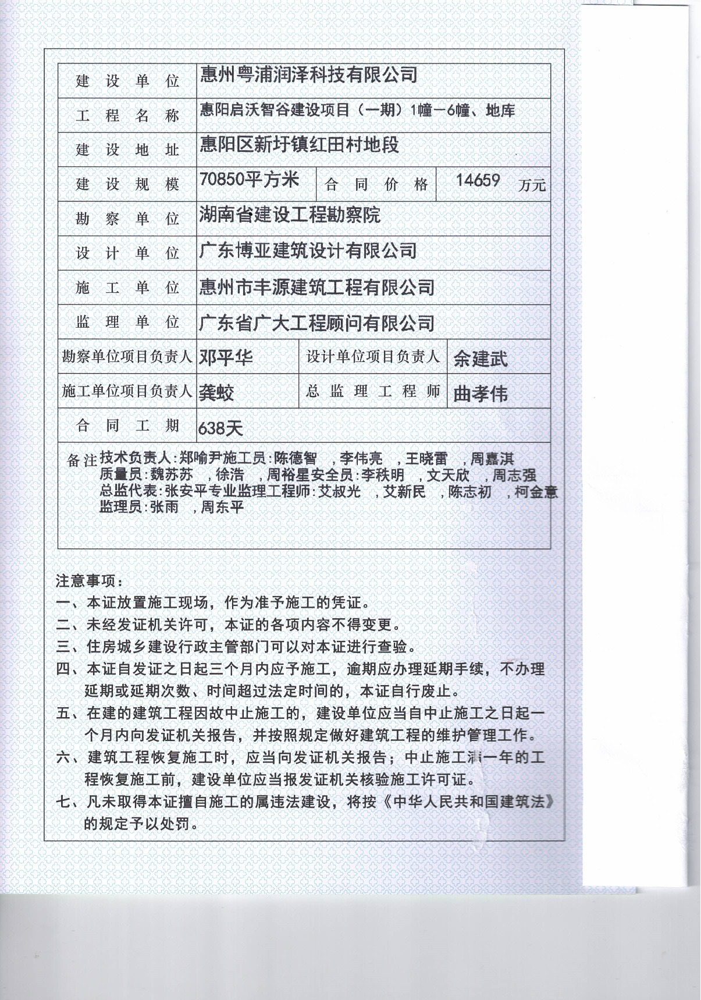 建设单位 惠州粤浦润泽科技有限公司
工程名称 惠阳启沃智谷建设项目（一期）1幢—6幢、地库
建设地址 惠阳区新圩镇红田村地段
建设规模 70850平方米 合同价格 14659 万元
勘察单位 湖南省建设工程勘察院
设计单位 广东博亚建筑设计有限公司
施工单位 惠州市丰源建筑工程有限公司
监理单位 广东省广大工程顾问有限公司
勘察单位项目负责人 邓平华 设计单位项目负责人 余建武
施工单位项目负责人 龚蛟 总监理工程师 曲孝伟
合同工期 638天
备注 技术负责人:郑喻尹施工员:陈德智 ,李伟亮 ,王晓雷 ,周嘉淇
质量员:魏苏苏 ,徐浩 ,周裕星安全员:李秩明 ,文天欣 ,周志强
总监代表:张安平专业监理工程师:艾叔光 ,艾新民 ,陈志初 ,柯金意
监理员:张雨 ,周东平
注意事项：
一、本证放置施工现场，作为准予施工的凭证。
二、未经发证机关许可，本证的各项内容不得变更。
三、住房城乡建设行政主管部门可以对本证进行查验。
四、本证自发证之日起三个月内应予施工，逾期应办理延期手续，不办理
延期或延期次数、时间超过法定时间的，本证自行废止。
五、在建的建筑工程因故中止施工的，建设单位应当自中止施工之日起一
个月内向发证机关报告，并按照规定做好建筑工程的维护管理工作。
六、建筑工程恢复施工时，应当向发证机关报告；中止施工满一年的工
程恢复施工前，建设单位应当报发证机关核验施工许可证。
七、凡未取得本证擅自施工的属违法建设，将按《中华人民共和国建筑法》
的规定予以处罚。